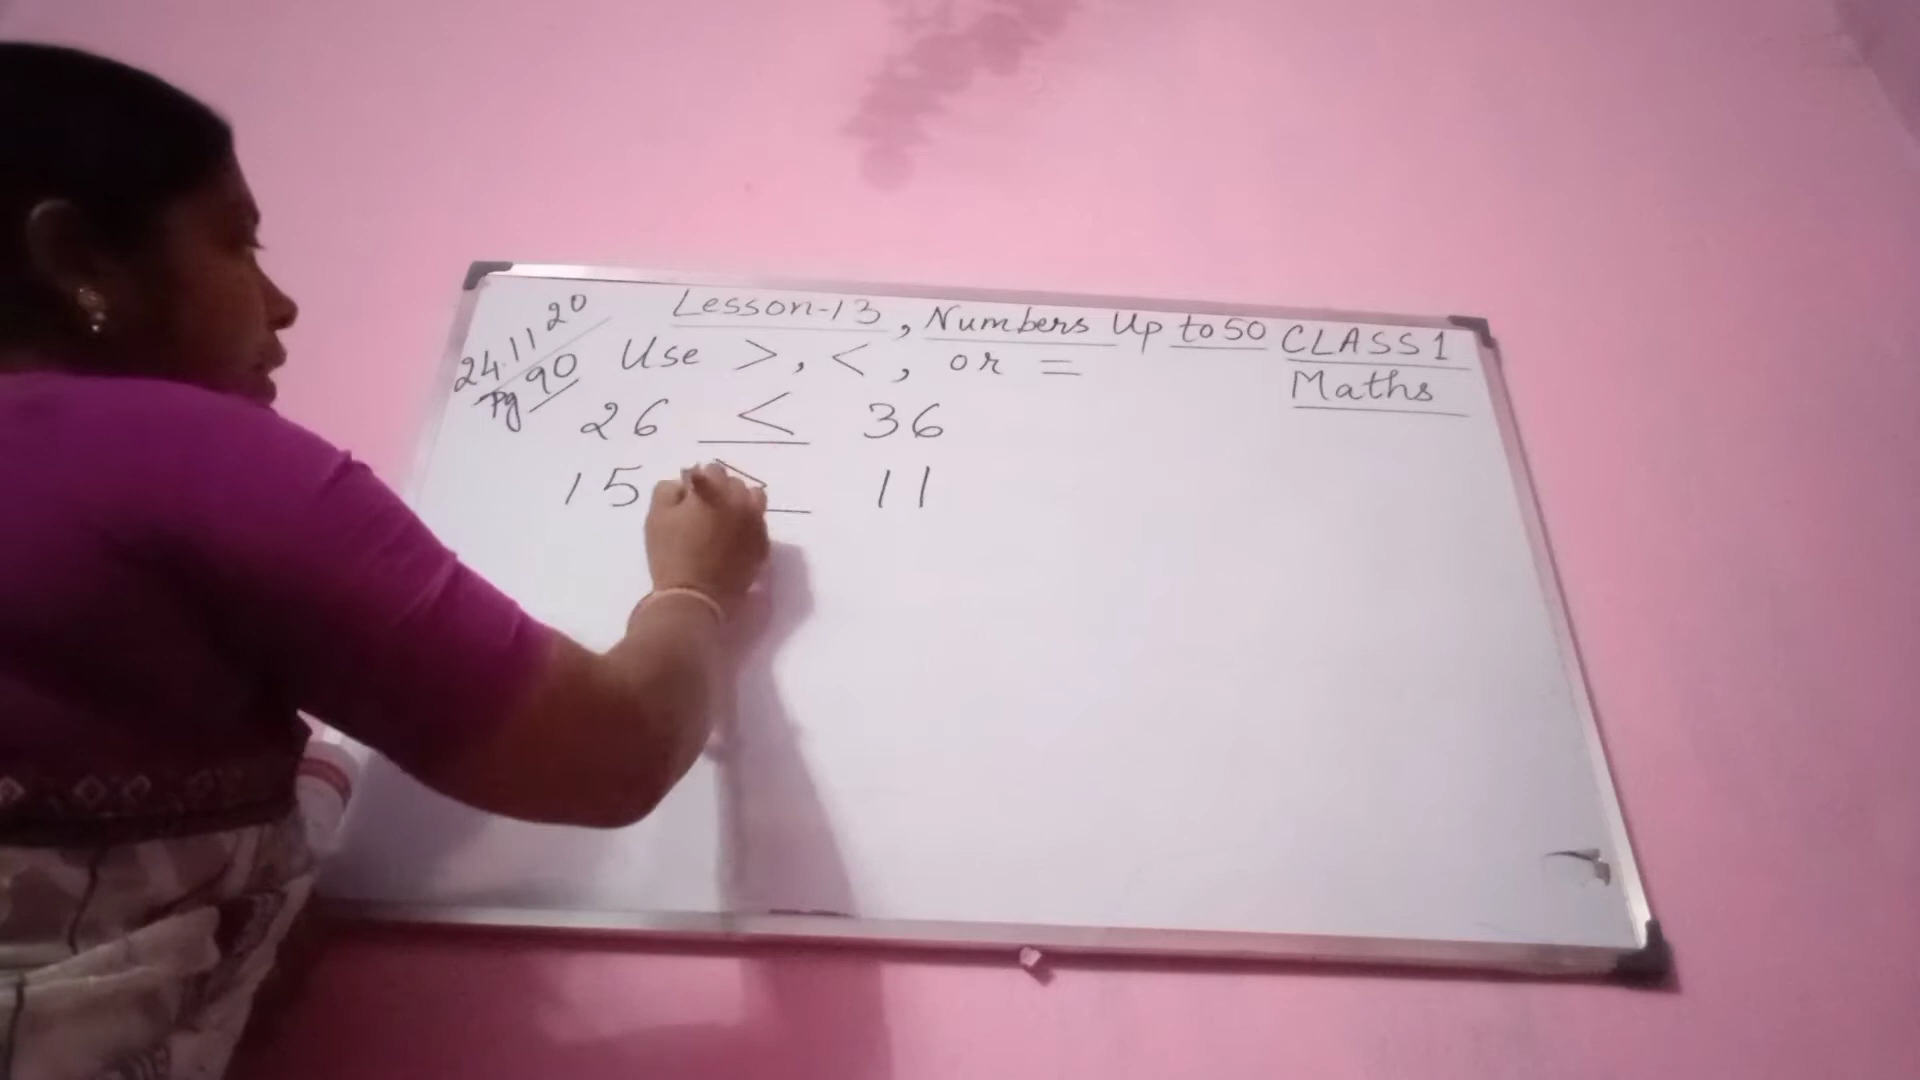 24.11.20
Pg 90
Lesson-13, Numbers Up to 50
CLASS 1
Maths
Use >, <, or =
26 < 36
15 > 11